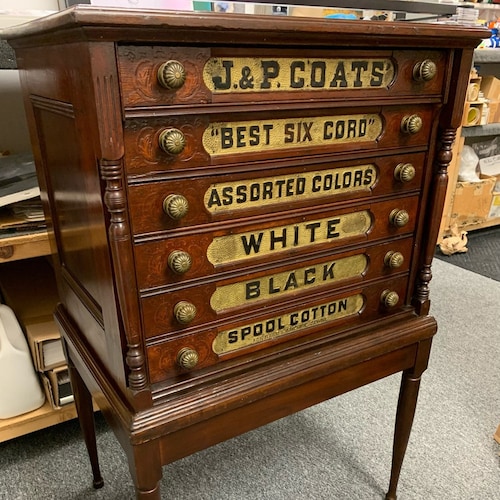 J.&P. COATS
"BEST SIX CORD"
ASSORTED COLORS
WHITE
BLACK
SPOOL COTTON